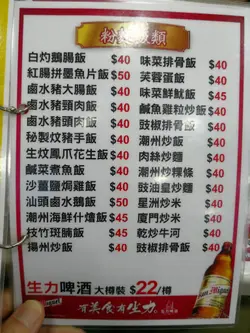 粉麵飯類
白灼鵝腸飯 $40
紅腸拼墨魚片飯 $50
鹵水豬大腸飯 $40
鹵水豬頸肉飯 $40
鹵水豬頭肉飯 $40
秘製炆豬手飯 $40
生炆鳳爪花生飯 $40
鹹菜煮魚飯 $40
沙薑鹽焗雞飯 $40
汕頭鹵水鵝飯 $50
潮州海鮮什燴飯 $45
枝竹斑腩飯 $45
揚州炒飯 $40
味菜排骨飯 $40
芙蓉蛋飯 $40
味菜鮮魷飯 $45
鹹魚雞粒炒飯 $40
豉椒排骨飯 $40
潮州炒飯 $40
肉絲炒麵 $40
潮州炒粿條 $40
豉油皇炒麵 $40
星洲炒米 $40
廈門炒米 $40
乾炒牛河 $40
豉椒排骨飯 $40
生力啤酒 大樽裝 $22/樽
有美食有生力